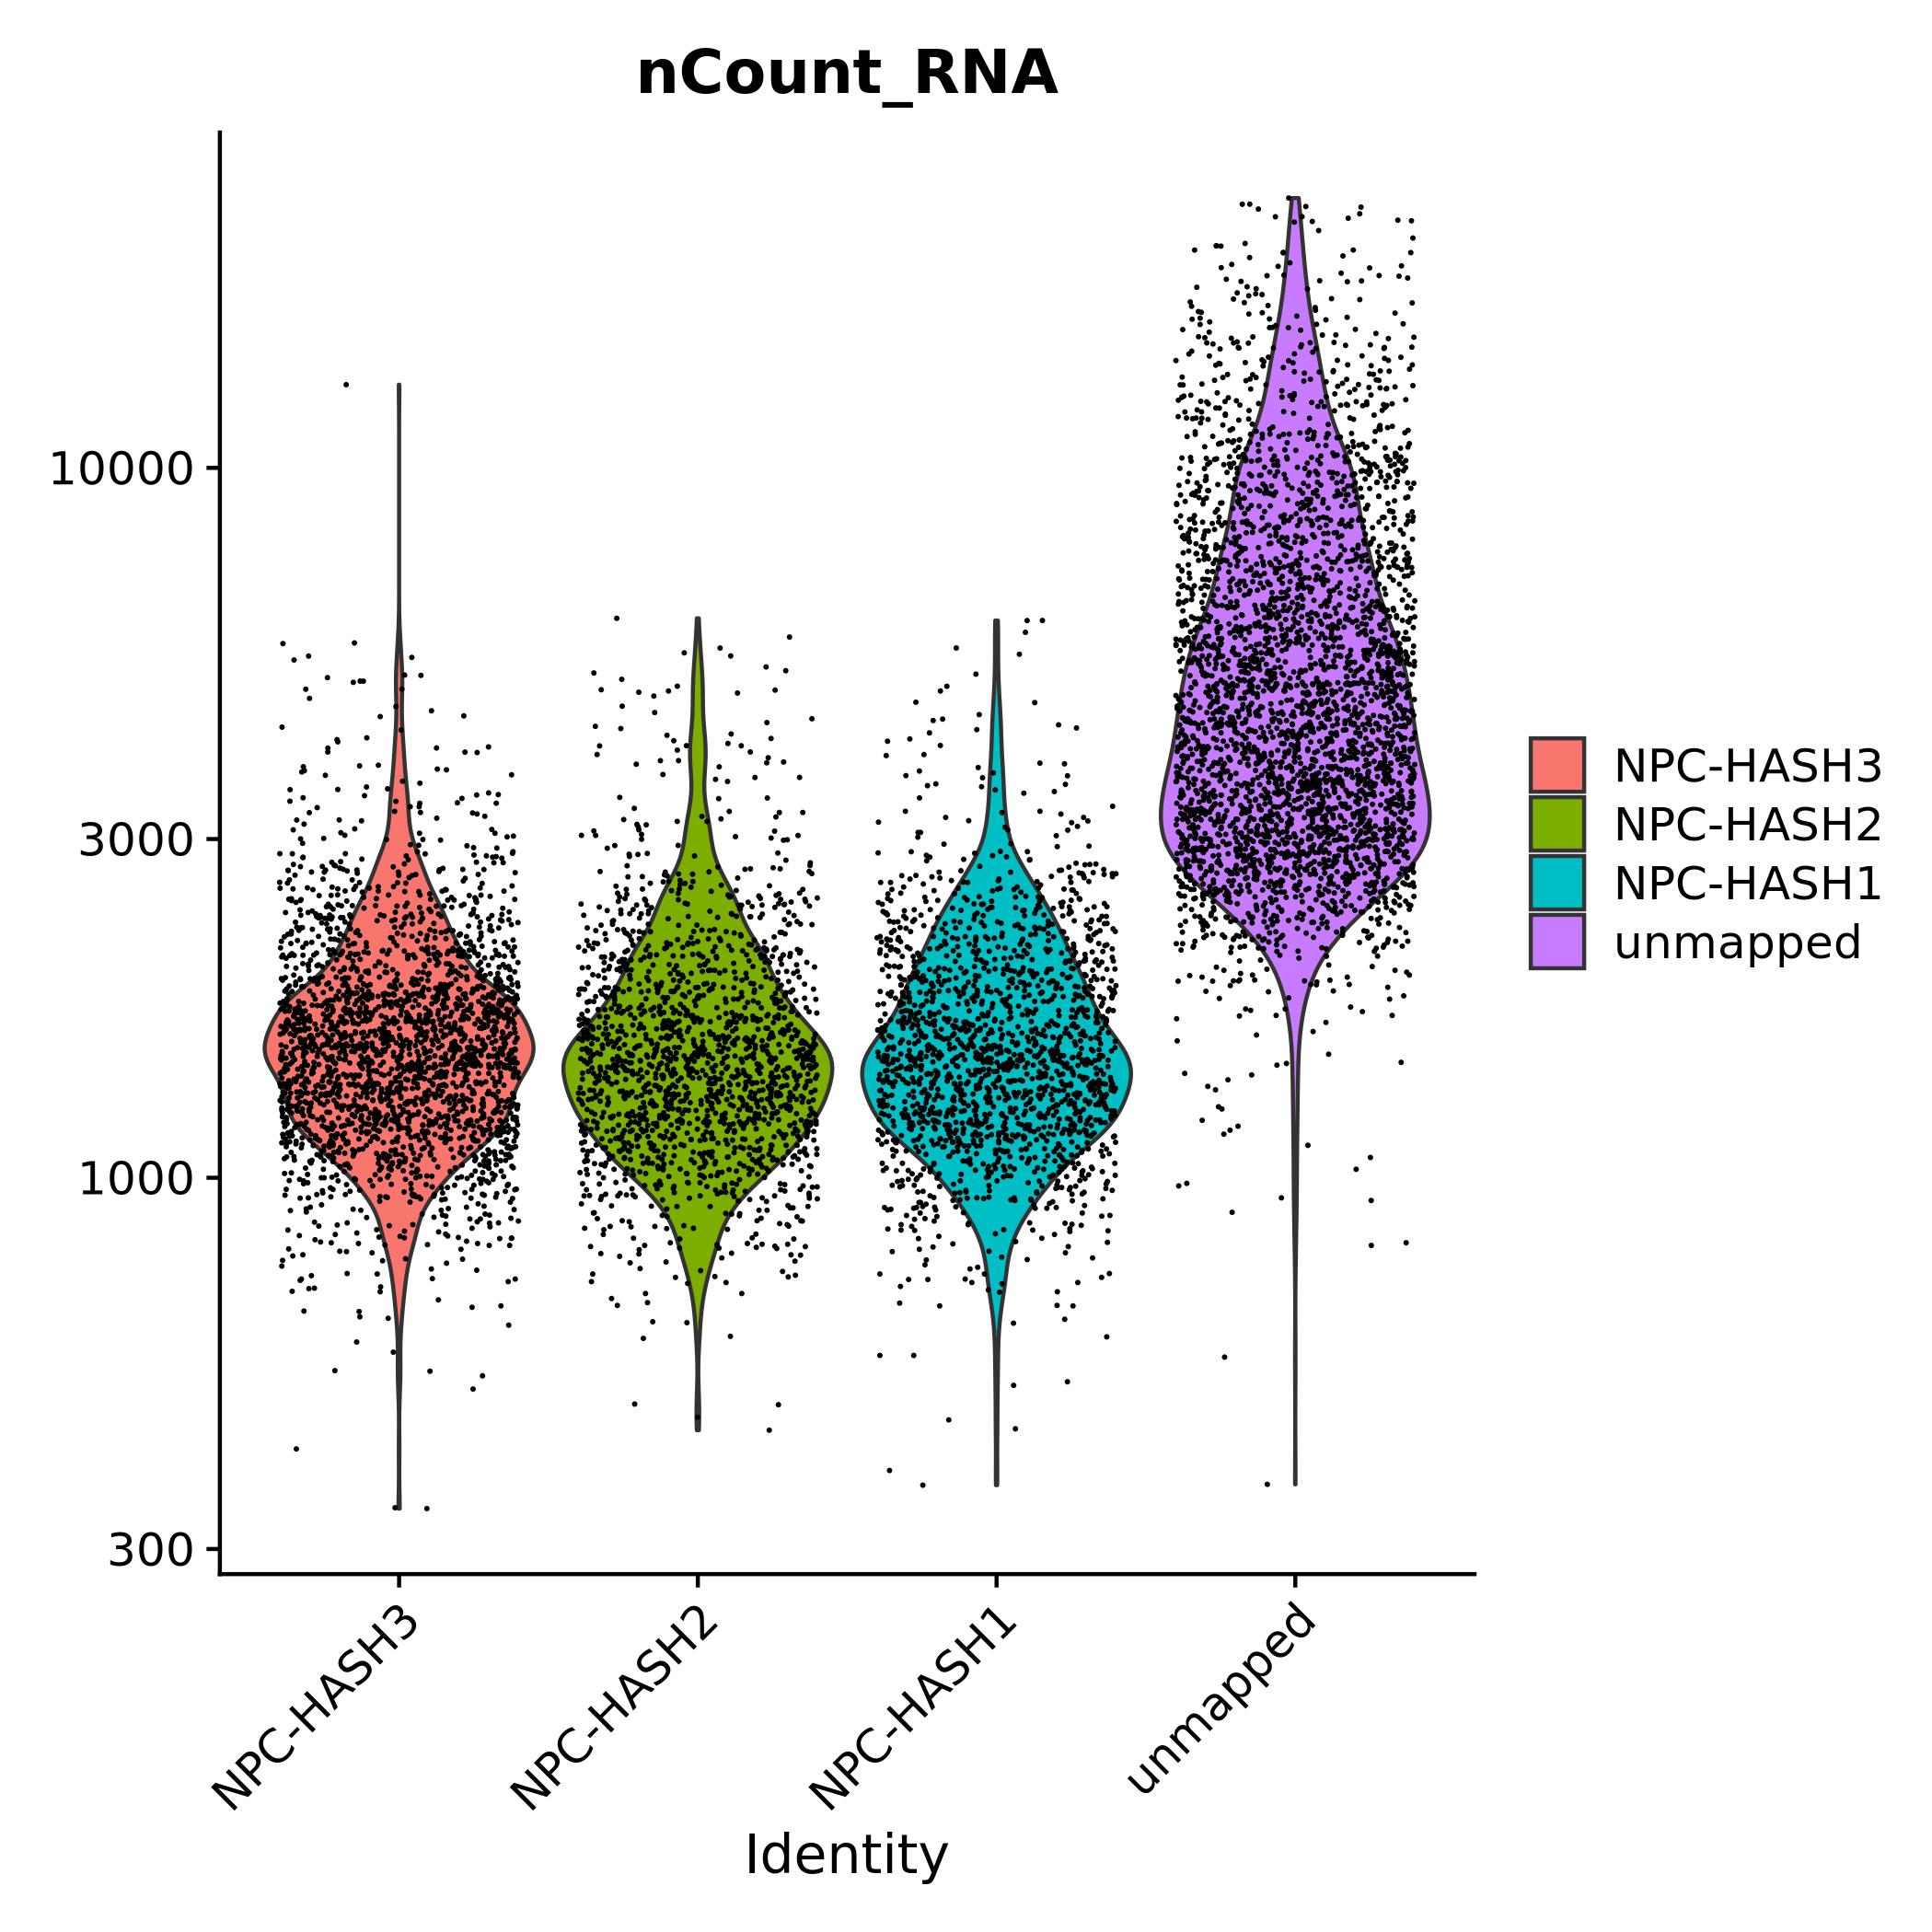 nCount_RNA
10000
3000
1000
300
NPC-HASH3
NPC-HASH2
NPC-HASH1
unmapped
NPC-HASH3
NPC-HASH2
NPC-HASH1
unmapped
Identity